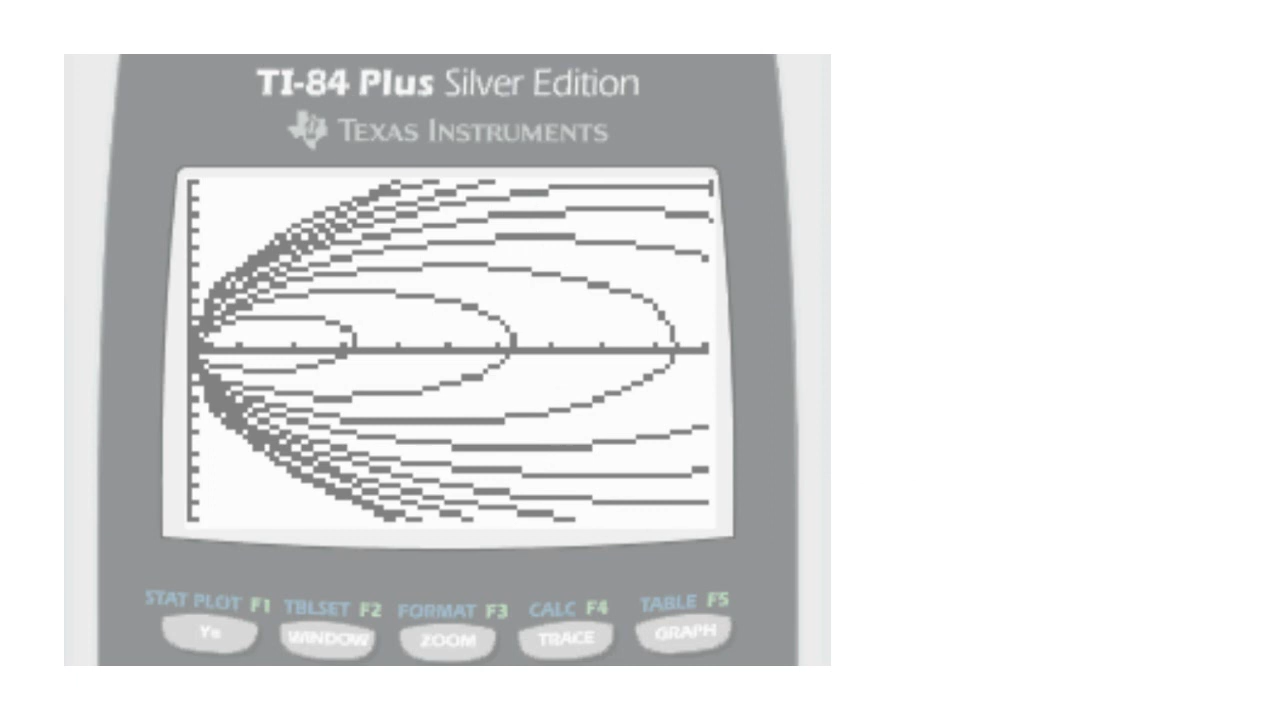 TI-84 Plus Silver Edition
TEXAS INSTRUMENTS
STAT PLOT F1 TBLSET F2 FORMAT F3 CALC F4 TABLE F5
Y= WINDOW ZOOM TRACE GRAPH